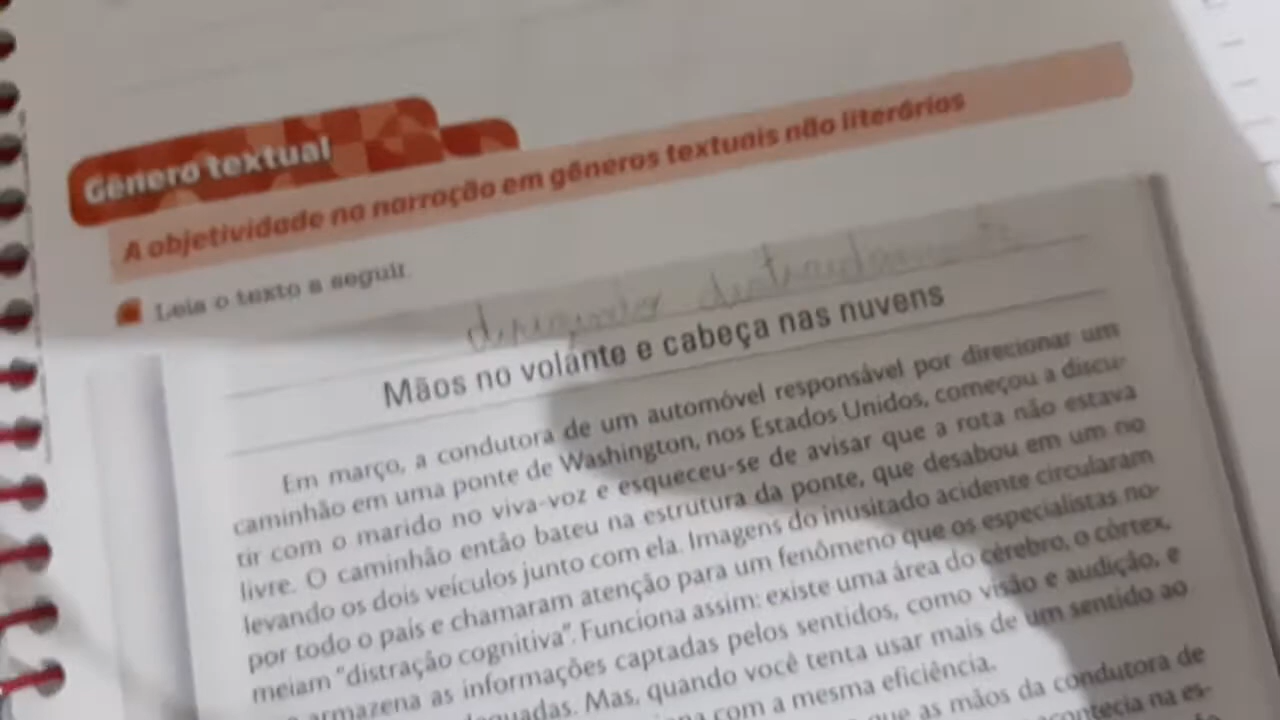 Gênero textual
A objetividade na narração em gêneros textuais não literários
Leia o texto a seguir.
Mãos no volante e cabeça nas nuvens
Em março, a condutora de um automóvel responsável por direcionar um
caminhão em uma ponte de Washington, nos Estados Unidos, começou a discu-
tir com o marido no viva-voz e esqueceu-se de avisar que a rota não estava
livre. O caminhão então bateu na estrutura da ponte, que desabou em um no
levando os dois veículos junto com ela. Imagens do inusitado acidente circularam
por todo o país e chamaram atenção para um fenômeno que os especialistas no-
meiam "distração cognitiva". Funciona assim: existe uma área do cérebro, o córtex,
armazena as informações captadas pelos sentidos, como visão e audição, e
Mas, quando você tenta usar mais de um sentido ao
com a mesma eficiência.
que as mãos da condutora de
na es-